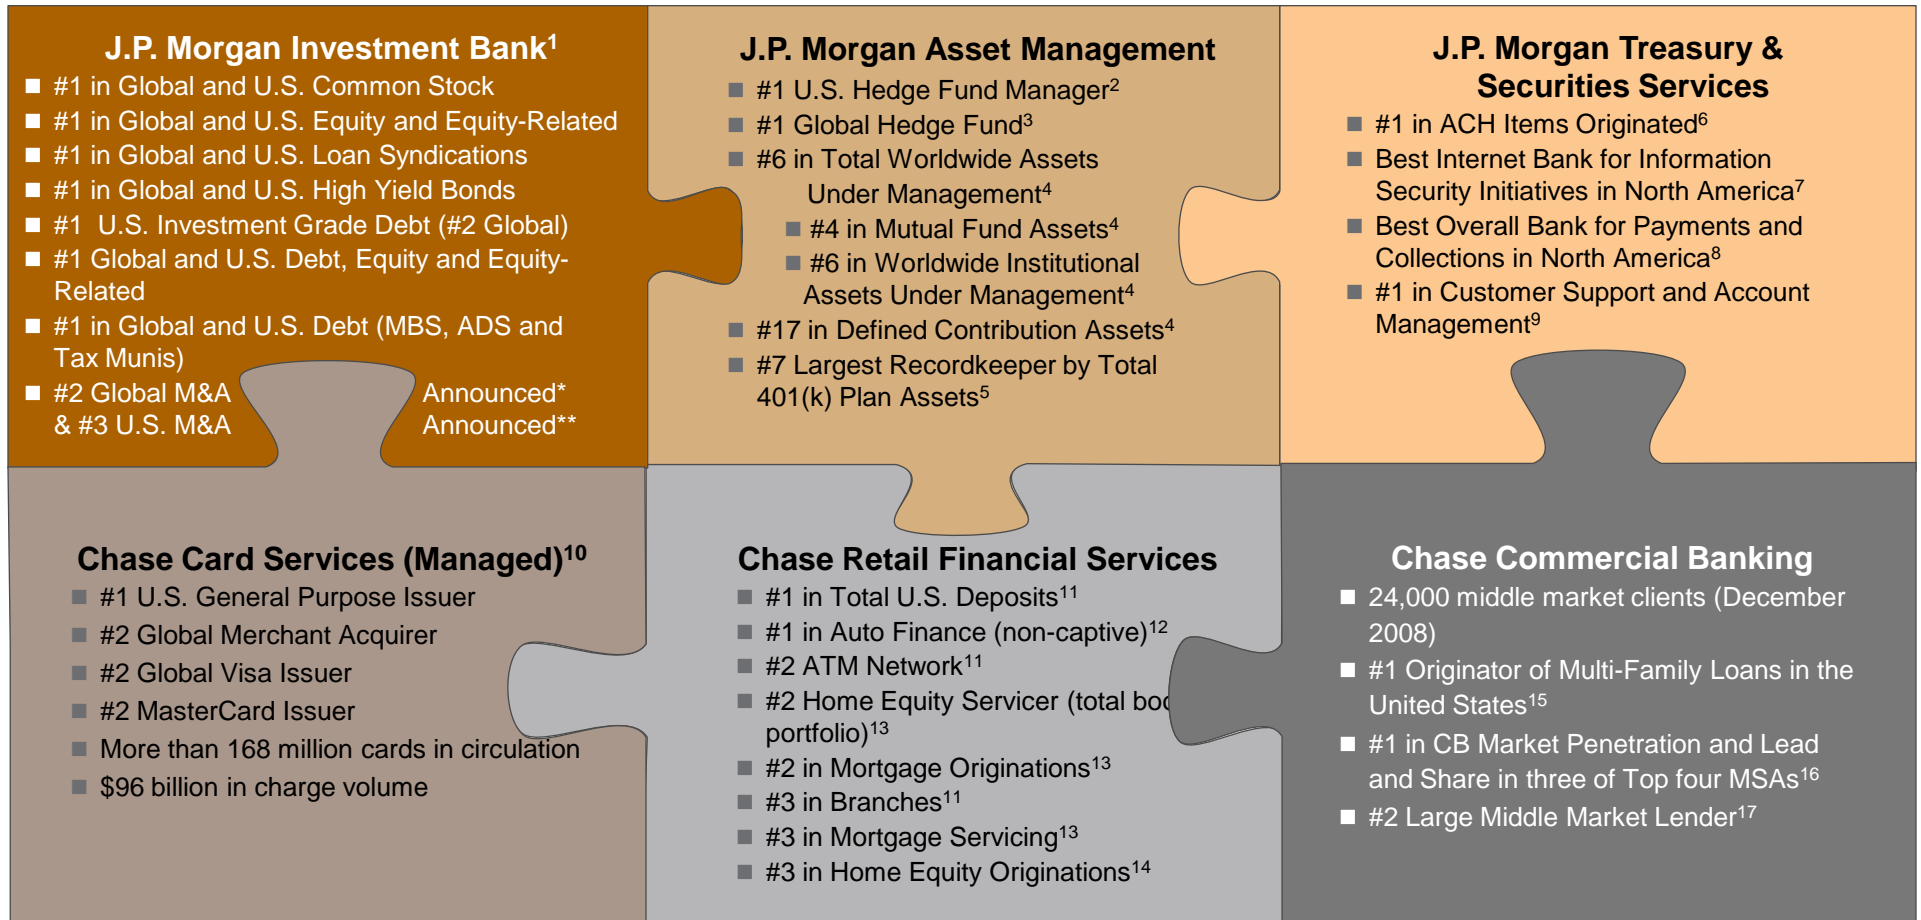 J.P. Morgan Investment Bank¹
#1 in Global and U.S. Common Stock
#1 in Global and U.S. Equity and Equity-Related
#1 in Global and U.S. Loan Syndications
#1 in Global and U.S. High Yield Bonds
#1 U.S. Investment Grade Debt (#2 Global)
#1 Global and U.S. Debt, Equity and Equity-
Related
#1 in Global and U.S. Debt (MBS, ADS and
Tax Munis)
#2 Global M&A Announced*
& #3 U.S. M&A Announced**
J.P. Morgan Asset Management
#1 U.S. Hedge Fund Manager²
#1 Global Hedge Fund³
#6 in Total Worldwide Assets
Under Management⁴
#4 in Mutual Fund Assets⁴
#6 in Worldwide Institutional
Assets Under Management⁴
#17 in Defined Contribution Assets⁴
#7 Largest Recordkeeper by Total
401(k) Plan Assets⁵
J.P. Morgan Treasury &
Securities Services
#1 in ACH Items Originated⁶
Best Internet Bank for Information
Security Initiatives in North America⁷
Best Overall Bank for Payments and
Collections in North America⁸
#1 in Customer Support and Account
Management⁹
Chase Card Services (Managed)¹⁰
#1 U.S. General Purpose Issuer
#2 Global Merchant Acquirer
#2 Global Visa Issuer
#2 MasterCard Issuer
More than 168 million cards in circulation
$96 billion in charge volume
Chase Retail Financial Services
#1 in Total U.S. Deposits¹¹
#1 in Auto Finance (non-captive)¹²
#2 ATM Network¹¹
#2 Home Equity Servicer (total
portfolio)¹³
#2 in Mortgage Originations¹³
#3 in Branches¹¹
#3 in Mortgage Servicing¹³
#3 in Home Equity Originations¹⁴
Chase Commercial Banking
24,000 middle market clients (December
2008)
#1 Originator of Multi-Family Loans in the
United States¹⁵
#1 in CB Market Penetration and Lead
and Share in three of Top four MSAs¹⁶
#2 Large Middle Market Lender¹⁷